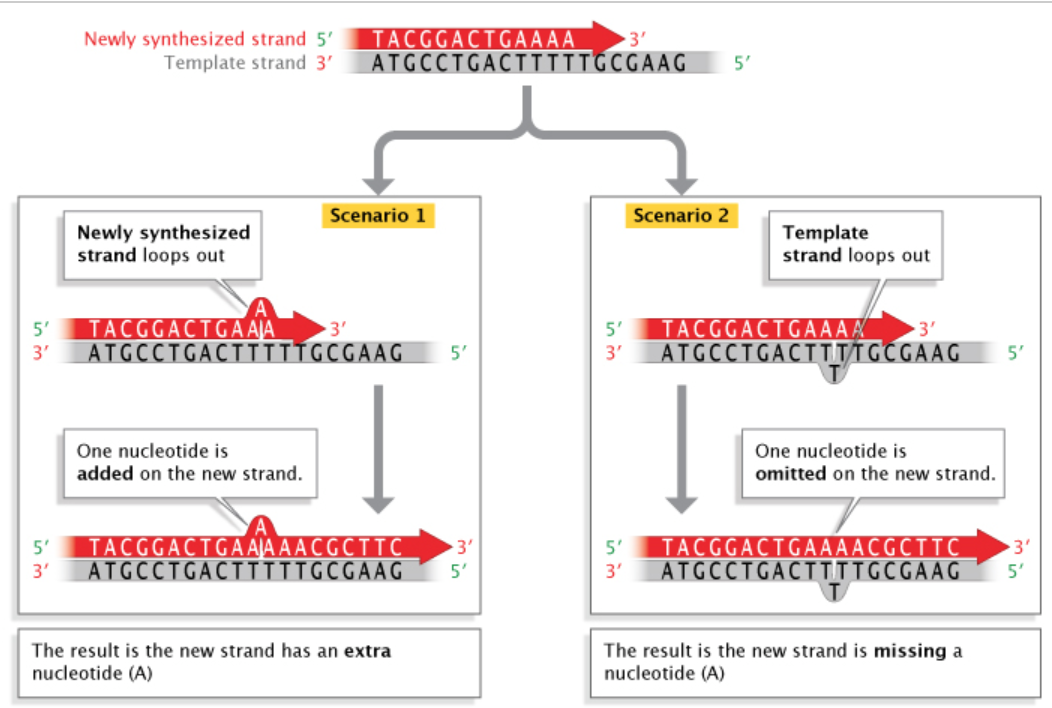 Newly synthesized strand 5′ TACGGACTGAAAA 3′
Template strand 3′ ATGCCTGACTTTTTGCGAAG 5′
Scenario 1
Newly synthesized
strand loops out
A
5′ TACGGACTGAAA 3′
3′ ATGCCTGACTTTTTGCGAAG 5′
One nucleotide is
added on the new strand.
A
5′ TACGGACTGAAAAACGCTTC 3′
3′ ATGCCTGACTTTTTGCGAAG 5′
The result is the new strand has an extra
nucleotide (A)
Scenario 2
Template
strand loops out
5′ TACGGACTGAAAA 3′
3′ ATGCCTGACTTTTGCGAAG 5′
T
One nucleotide is
omitted on the new strand.
5′ TACGGACTGAAAACGCTTC 3′
3′ ATGCCTGACTTTTGCGAAG 5′
T
The result is the new strand is missing a
nucleotide (A)